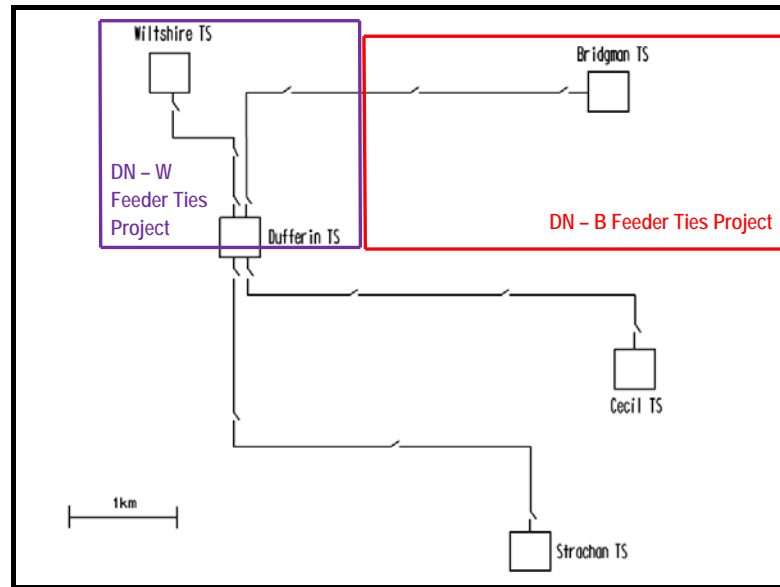 Wiltshire TS
Bridgman TS
DN – W
Feeder Ties
Project
DN – B Feeder Ties Project
Dufferin TS
Cecil TS
1km
Strachan TS